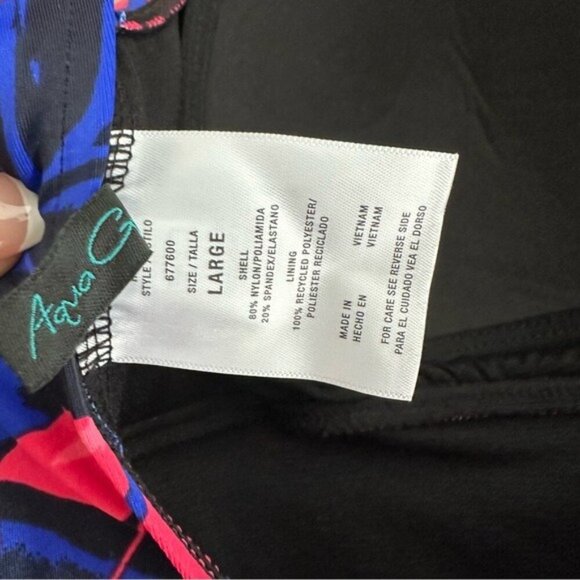 Aqua
STYLE
677600
SIZE / TALLA
LARGE
SHELL
80% NYLON/POLIAMIDA
20% SPANDEX/ELASTANO
LINING
100% RECYCLED POLYESTER/
POLIESTER RECICLADO
MADE IN VIETNAM
HECHO EN VIETNAM
FOR CARE SEE REVERSE SIDE
PARA EL CUIDADO VEA EL DORSO